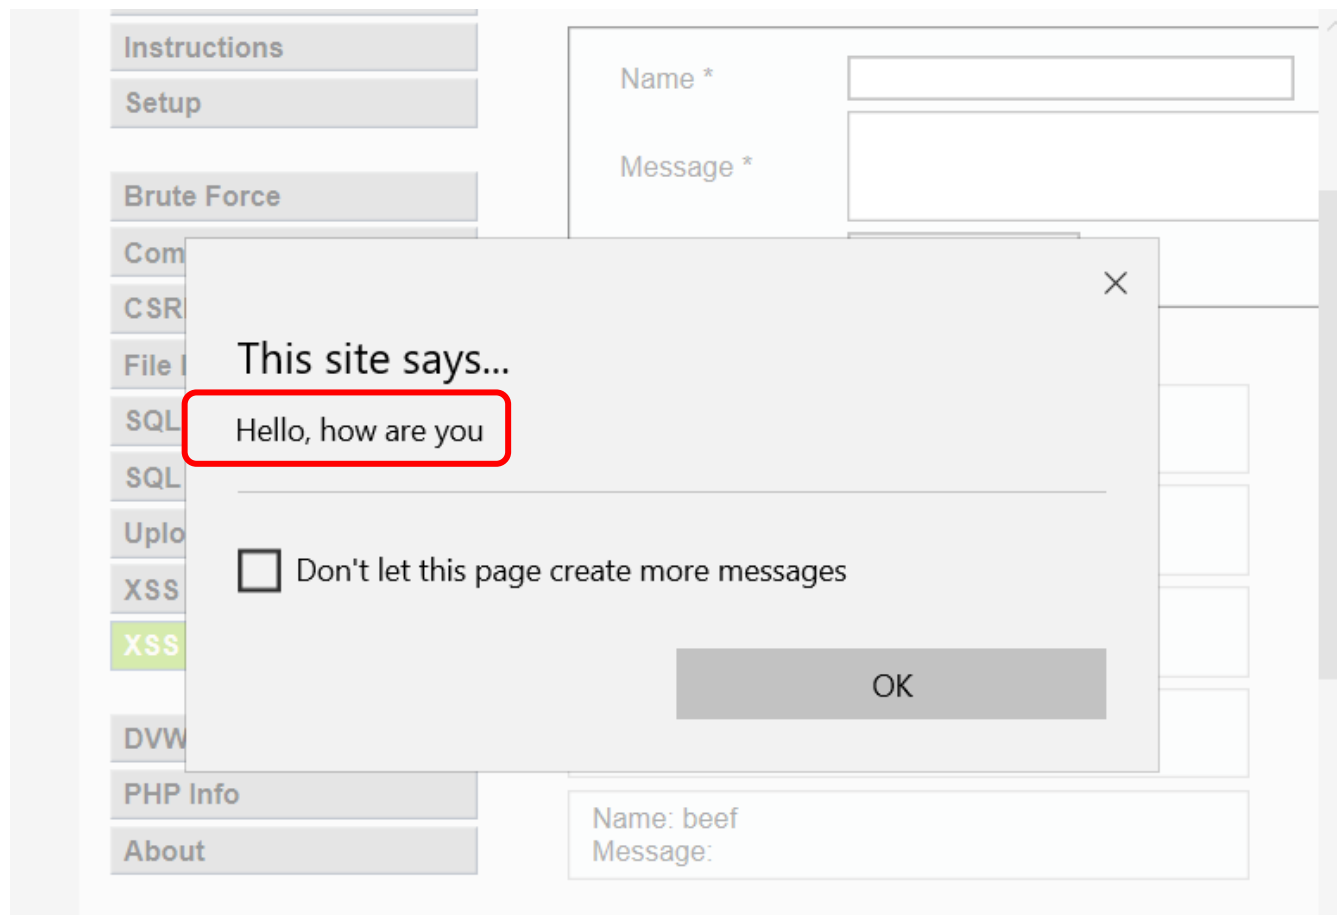 Instructions
Setup
Brute Force
Com
CSR
File
SQL
SQL
Uplo
XSS
XSS
DVW
PHP Info
About
Name *
Message *
This site says...
Hello, how are you
Don't let this page create more messages
OK
Name: beef
Message: